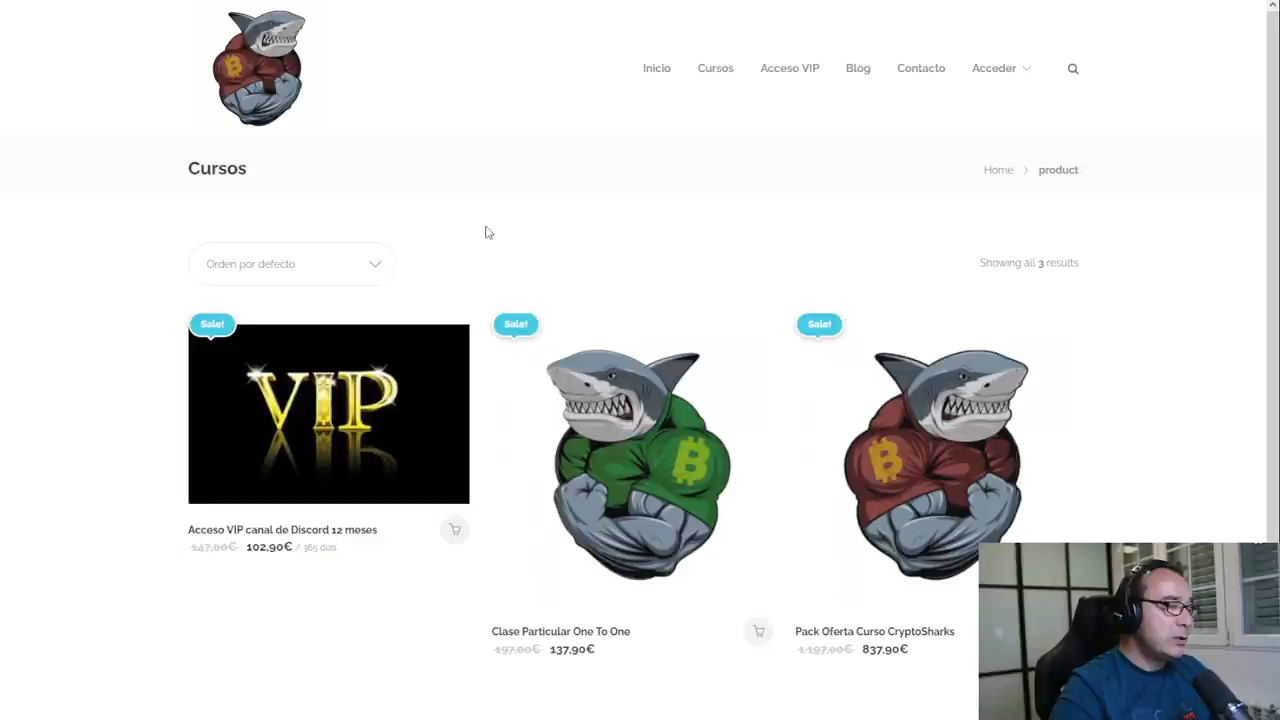 Inicio
Cursos
Acceso VIP
Blog
Contacto
Acceder
Cursos
Home
product
Orden por defecto
Showing all 3 results
Sale!
Sale!
Sale!
VIP
Acceso VIP canal de Discord 12 meses
147,00€ 102,90€ / 365 días
Clase Particular One To One
197,00€ 137,90€
Pack Oferta Curso CryptoSharks
1.197,00€ 837,90€